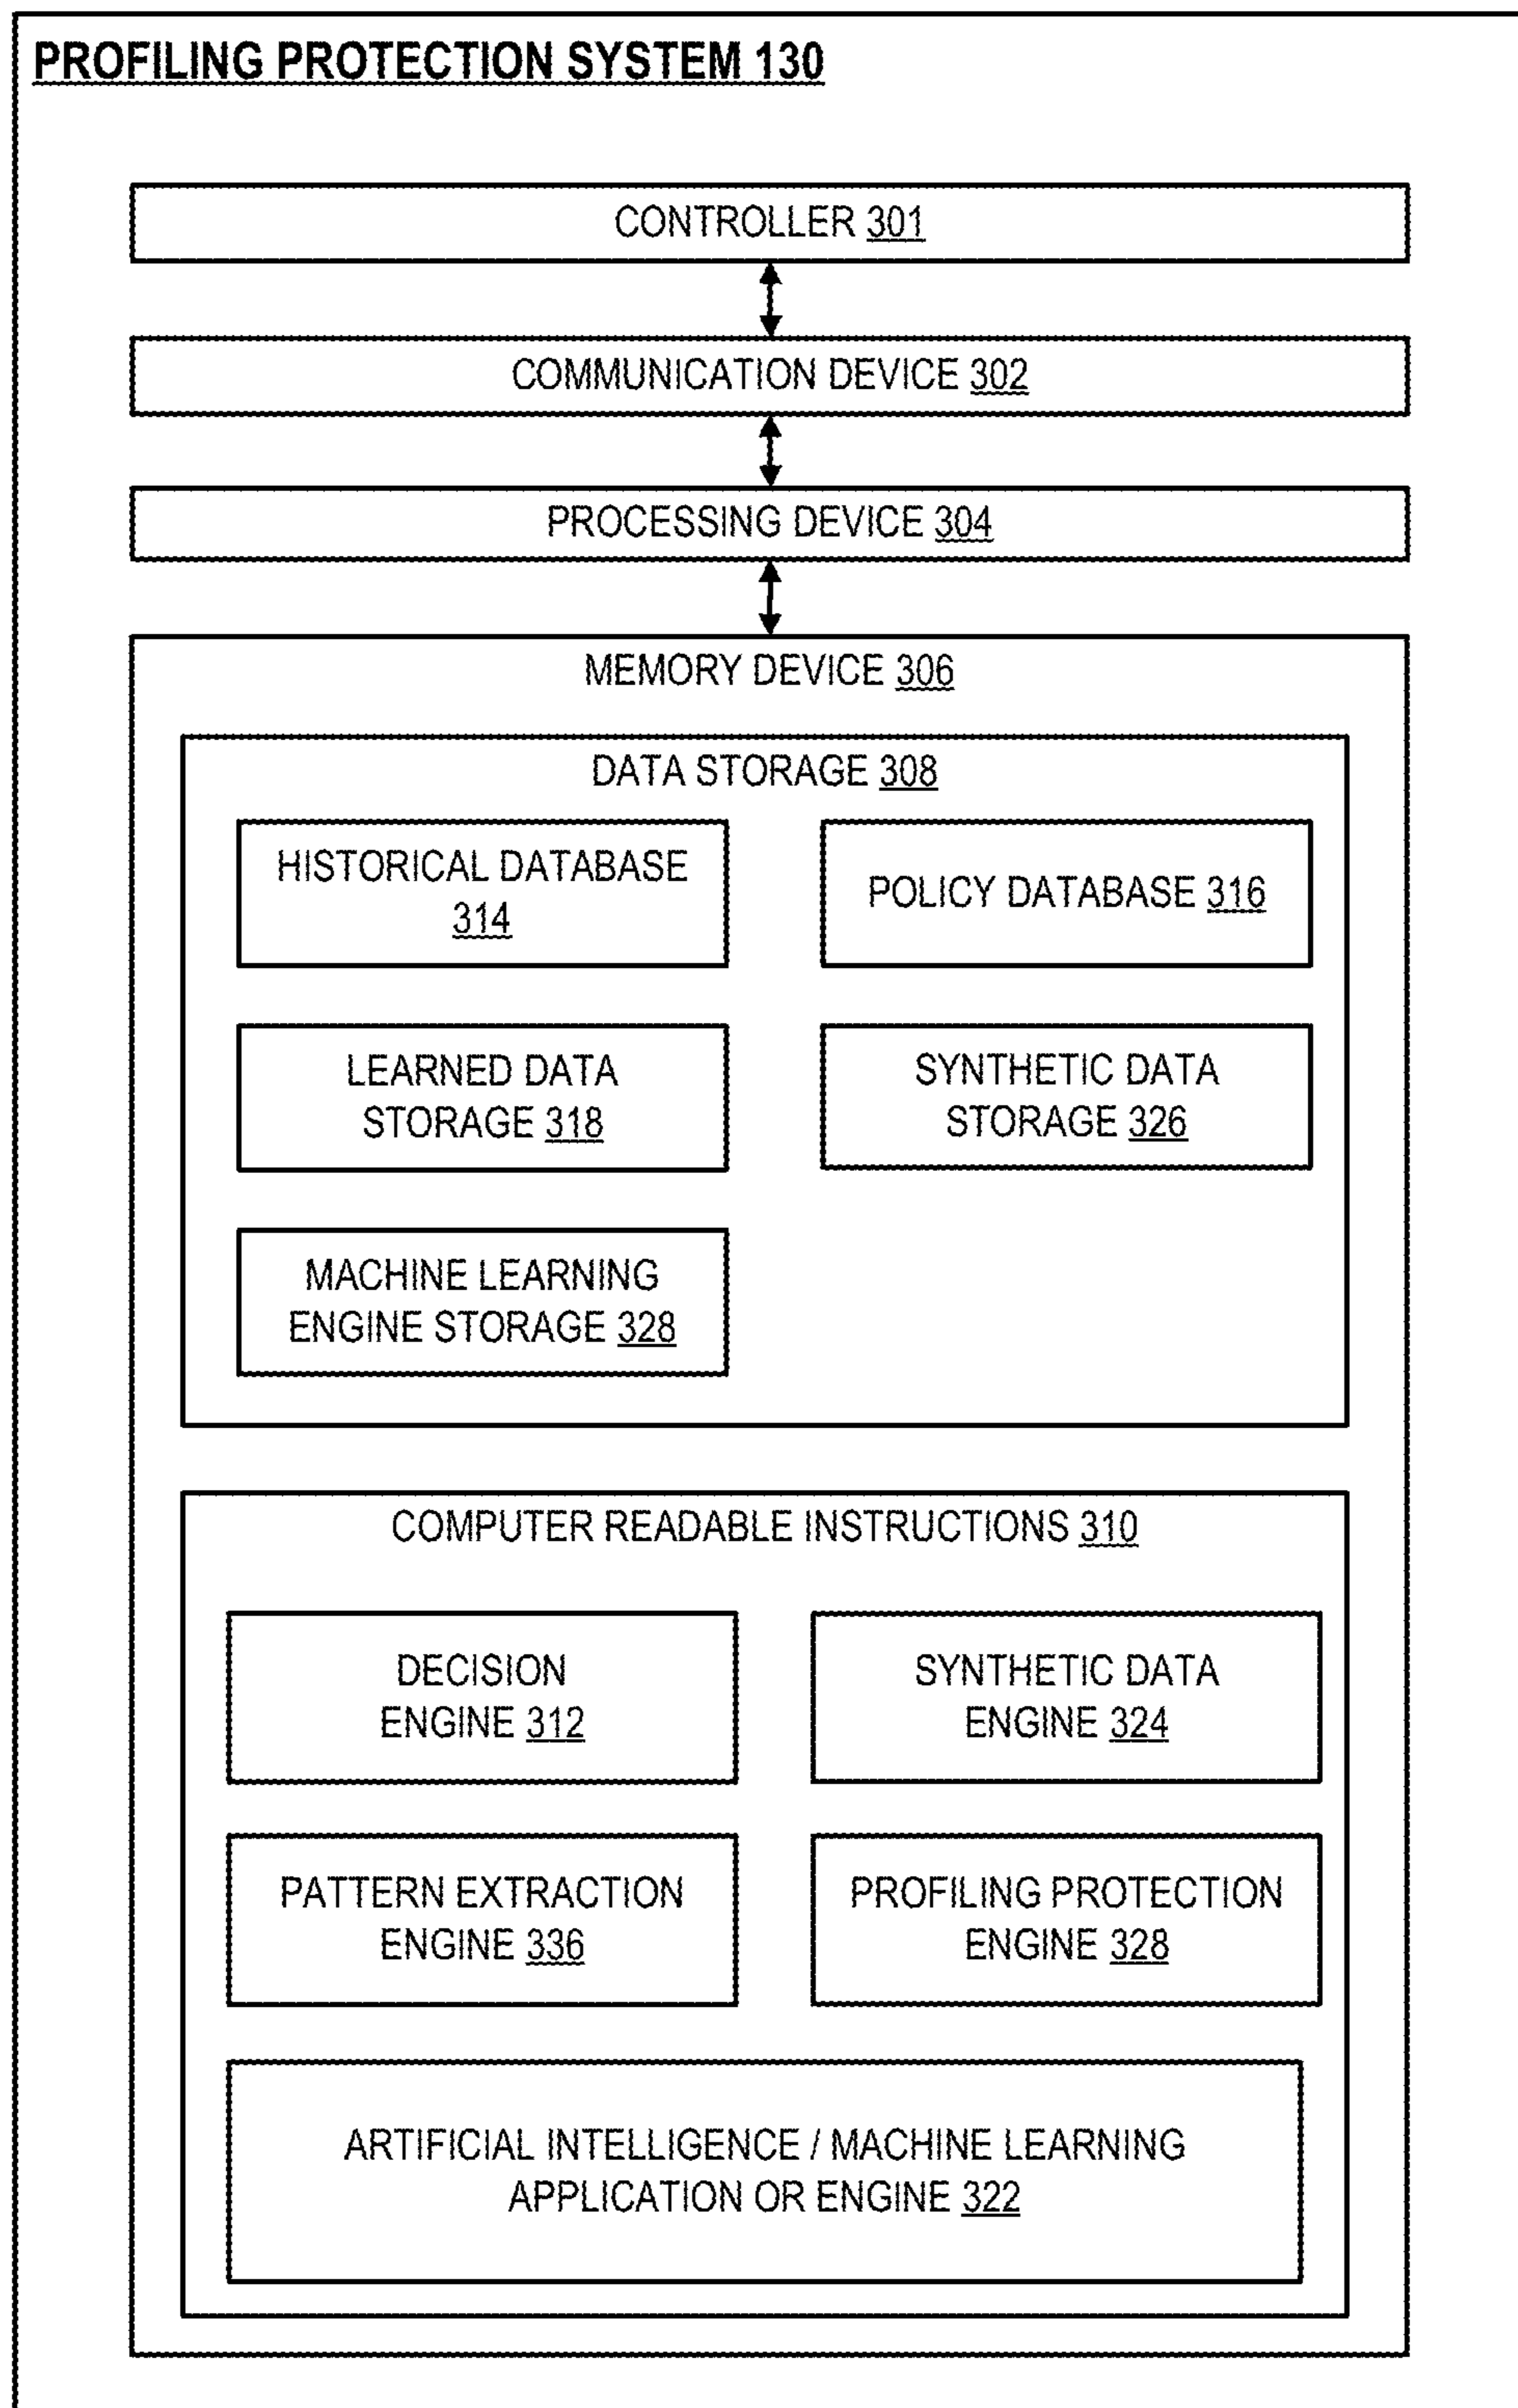 PROFILING PROTECTION SYSTEM 130
CONTROLLER 301
COMMUNICATION DEVICE 302
PROCESSING DEVICE 304
MEMORY DEVICE 306
DATA STORAGE 308
HISTORICAL DATABASE
314
POLICY DATABASE 316
LEARNED DATA
STORAGE 318
SYNTHETIC DATA
STORAGE 326
MACHINE LEARNING
ENGINE STORAGE 328
COMPUTER READABLE INSTRUCTIONS 310
DECISION
ENGINE 312
SYNTHETIC DATA
ENGINE 324
PATTERN EXTRACTION
ENGINE 336
PROFILING PROTECTION
ENGINE 328
ARTIFICIAL INTELLIGENCE / MACHINE LEARNING
APPLICATION OR ENGINE 322